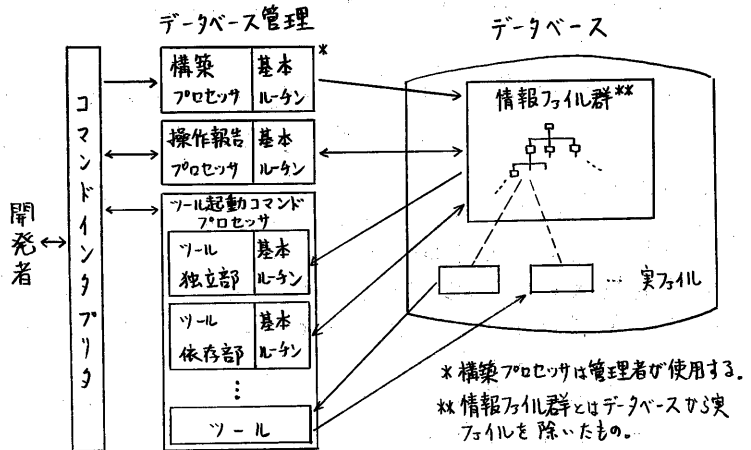 データベース管理
データベース
開発者
コマンドインタプリタ
構築
プロセッサ
基本
ルーチン
*
操作報告
プロセッサ
基本
ルーチン
ツール起動コマンド
プロセッサ
ツール
独立部
基本
ルーチン
ツール
依存部
基本
ルーチン
⋮
ツール
情報ファイル群**
… 実ファイル
*構築プロセッサは管理者が使用する.
**情報ファイル群とはデータベースから実
ファイルを除いたもの。